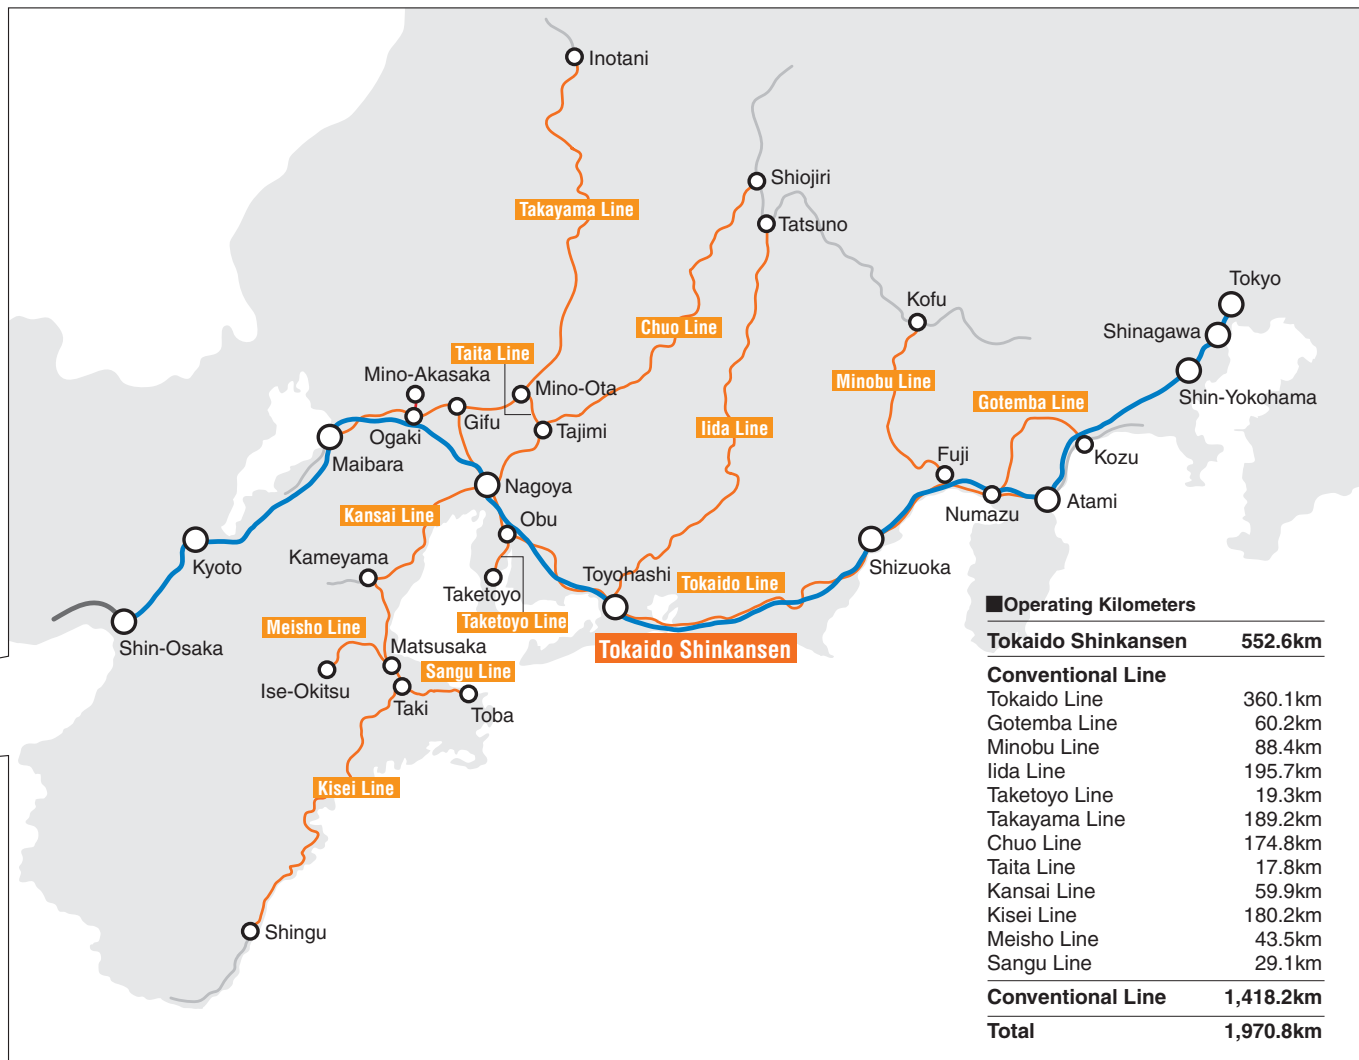 Inotani
Shiojiri
Takayama Line
Tatsuno
Tokyo
Kofu
Shinagawa
Chuo Line
Taita Line
Mino-Akasaka
Mino-Ota
Minobu Line
Shin-Yokohama
Gotemba Line
Gifu
Ogaki
Tajimi
Iida Line
Maibara
Fuji
Kozu
Nagoya
Atami
Kansai Line
Numazu
Obu
Kameyama
Kyoto
Toyohashi
Shizuoka
Tokaido Line
Taketoyo
Taketoyo Line
Meisho Line
Shin-Osaka
Matsusaka
Tokaido Shinkansen
Sangu Line
Ise-Okitsu
Taki
Toba
Kisei Line
Shingu
■Operating Kilometers
Tokaido Shinkansen 552.6km
Conventional Line
Tokaido Line 360.1km
Gotemba Line 60.2km
Minobu Line 88.4km
Iida Line 195.7km
Taketoyo Line 19.3km
Takayama Line 189.2km
Chuo Line 174.8km
Taita Line 17.8km
Kansai Line 59.9km
Kisei Line 180.2km
Meisho Line 43.5km
Sangu Line 29.1km
Conventional Line 1,418.2km
Total 1,970.8km